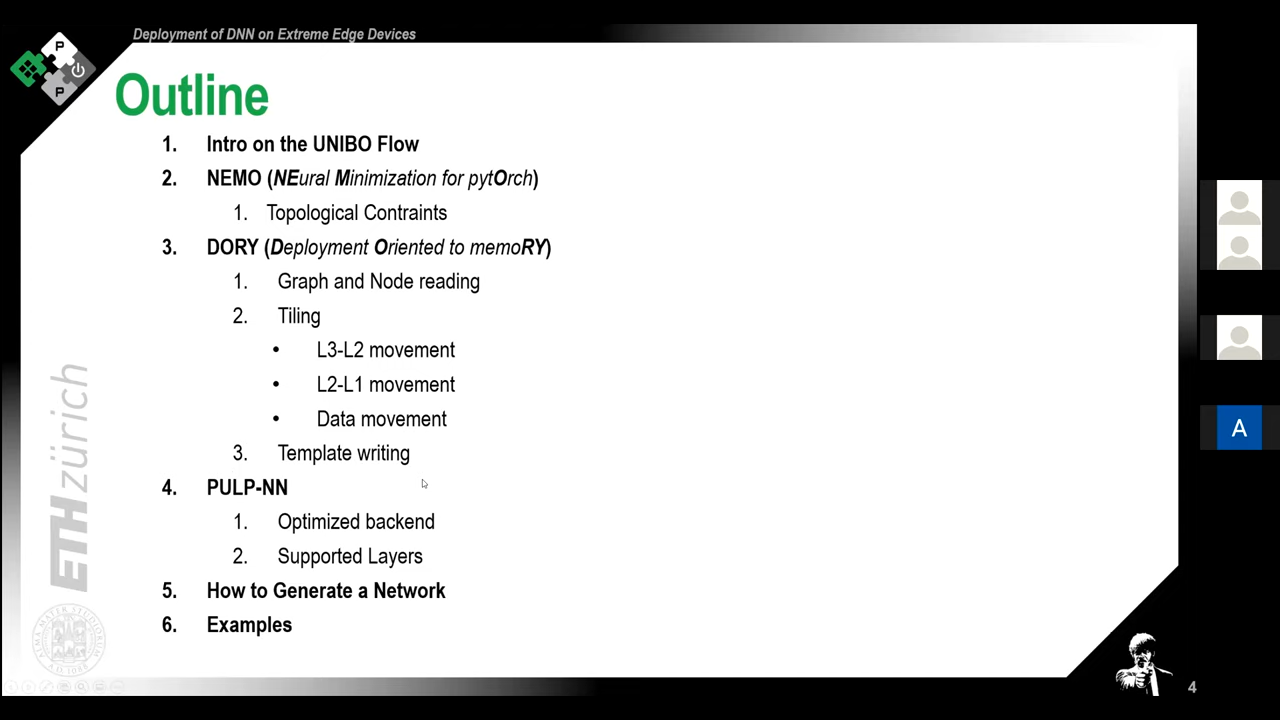 Deployment of DNN on Extreme Edge Devices
P
P
Outline
1. Intro on the UNIBO Flow
2. NEMO (NEural Minimization for pytOrch)
1. Topological Contraints
3. DORY (Deployment Oriented to memoRY)
1. Graph and Node reading
2. Tiling
• L3-L2 movement
• L2-L1 movement
• Data movement
3. Template writing
4. PULP-NN
1. Optimized backend
2. Supported Layers
5. How to Generate a Network
6. Examples
ETHzürich
A
4